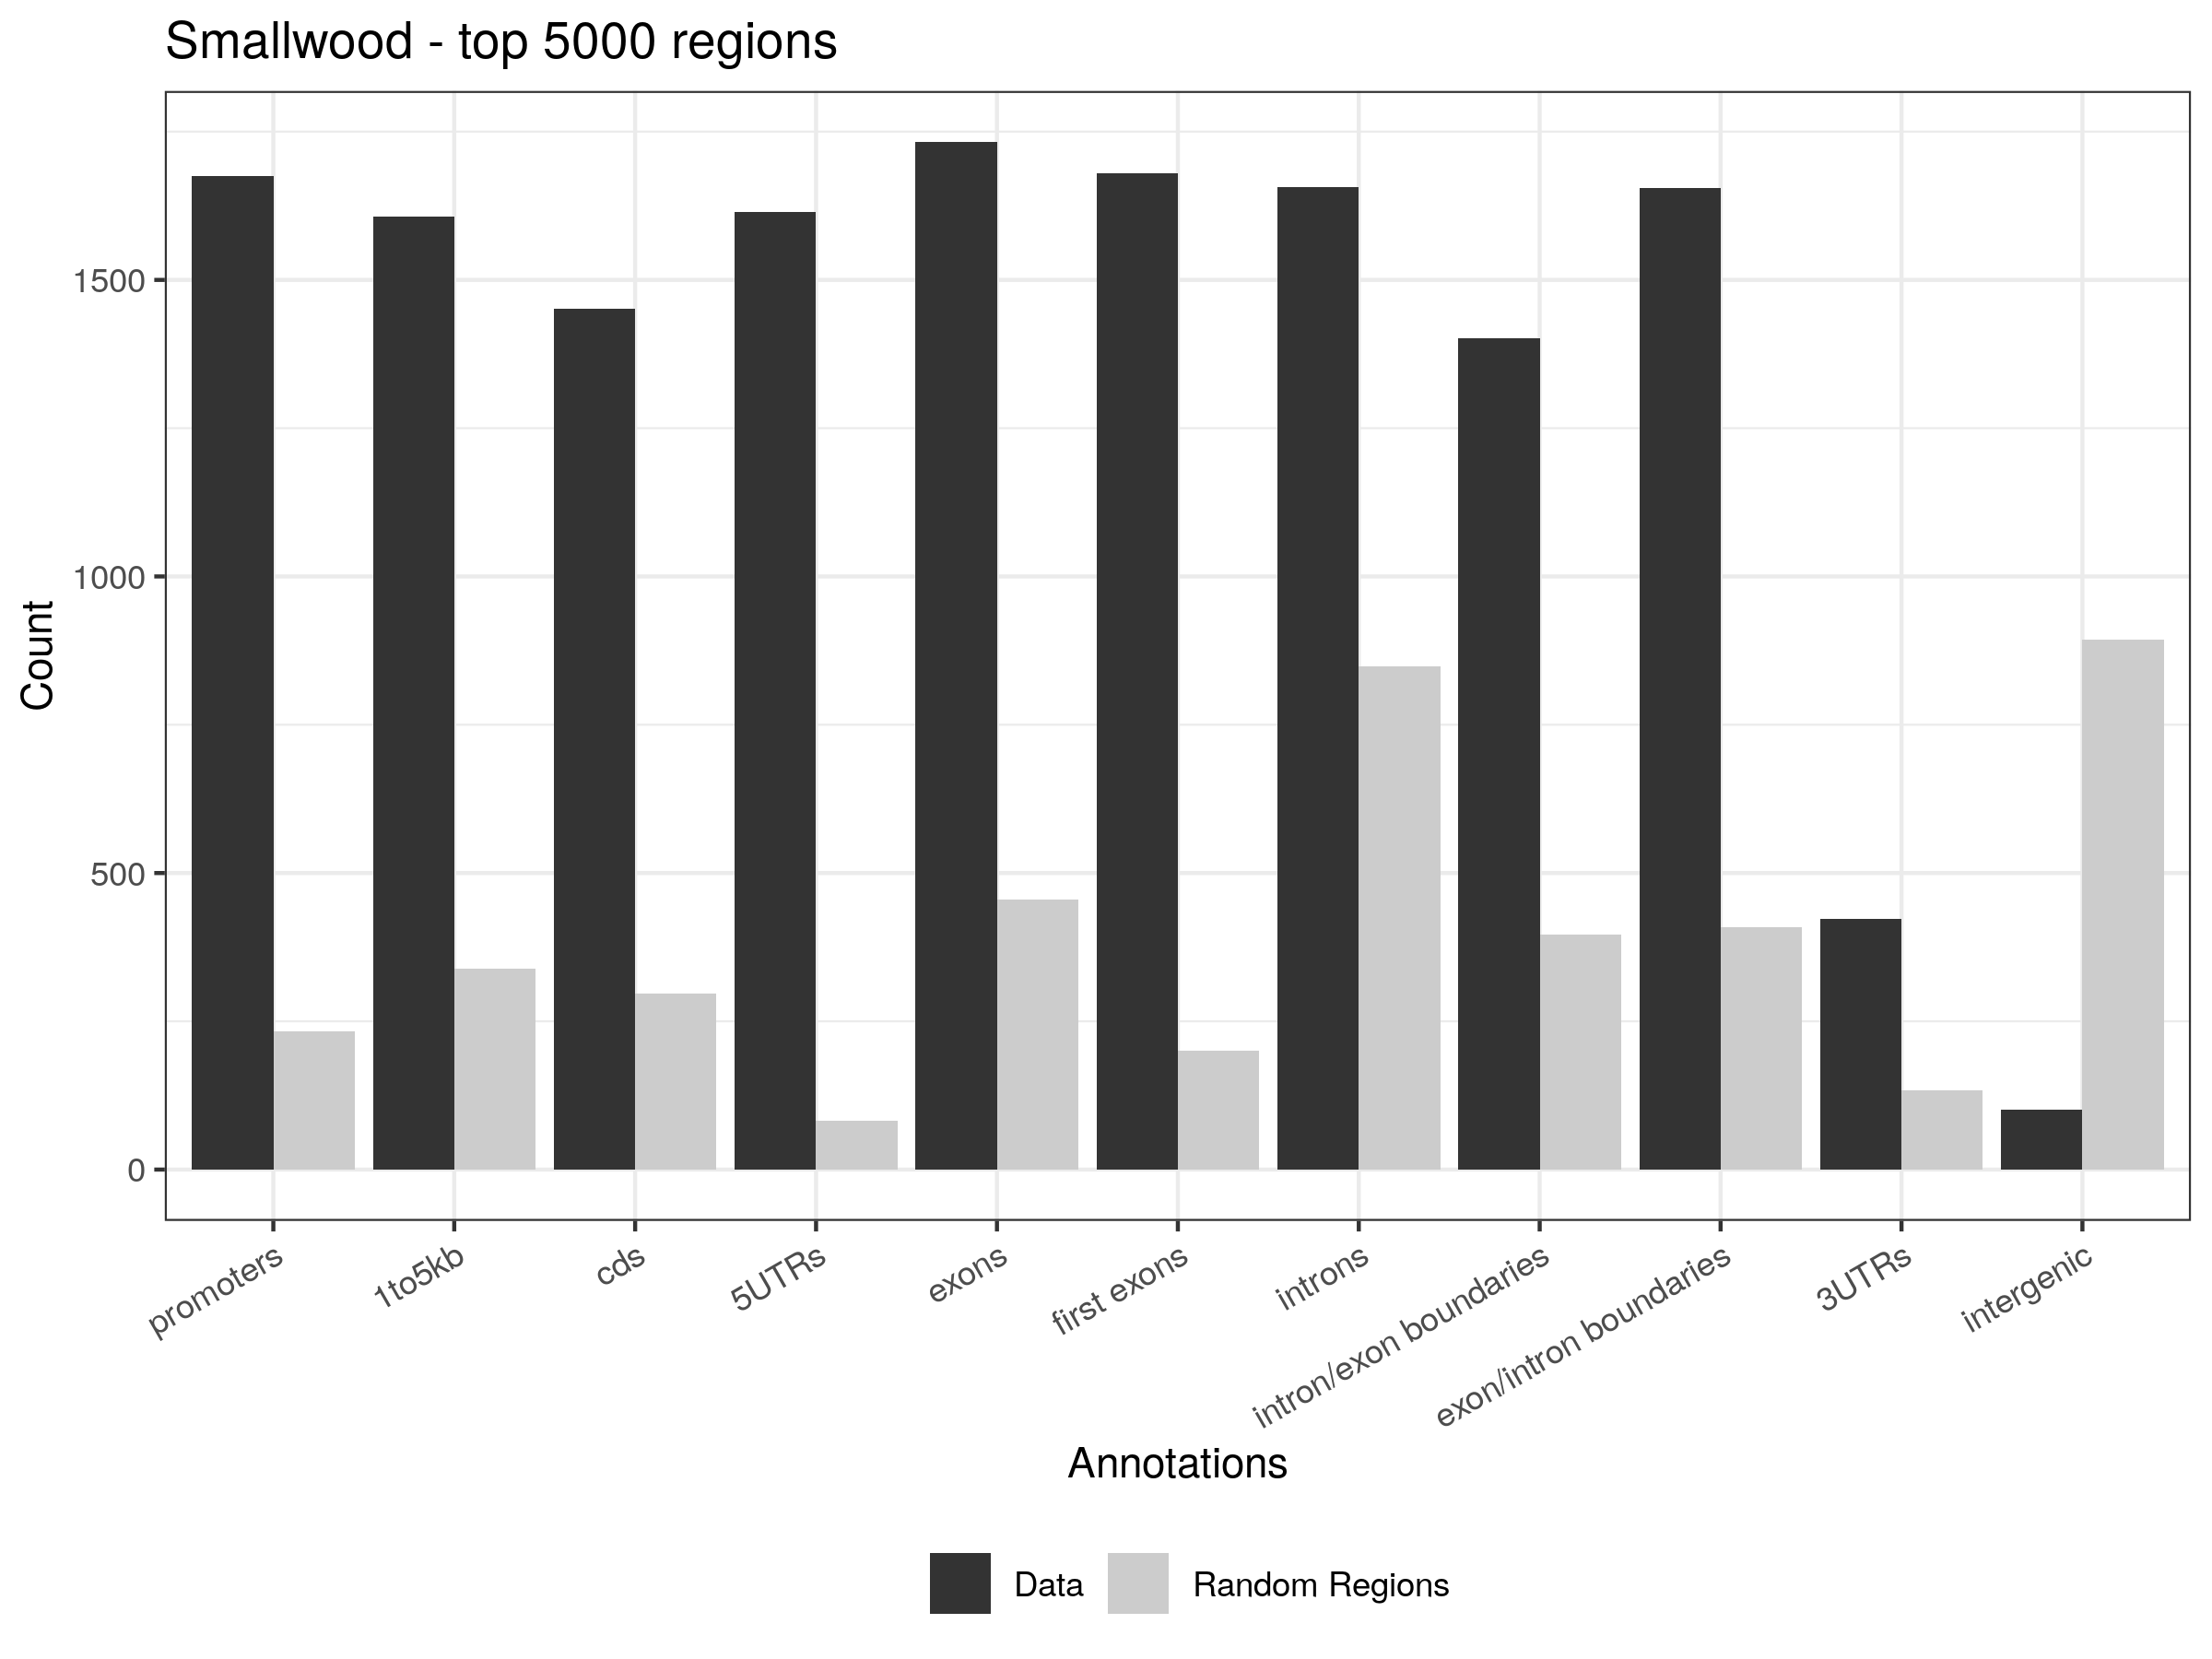 Smallwood - top 5000 regions
Count
1500
1000
500
0
promoters
1to5kb
cds
5UTRs
exons
first exons
introns
intron/exon boundaries
exon/intron boundaries
3UTRs
intergenic
Annotations
Data
Random Regions